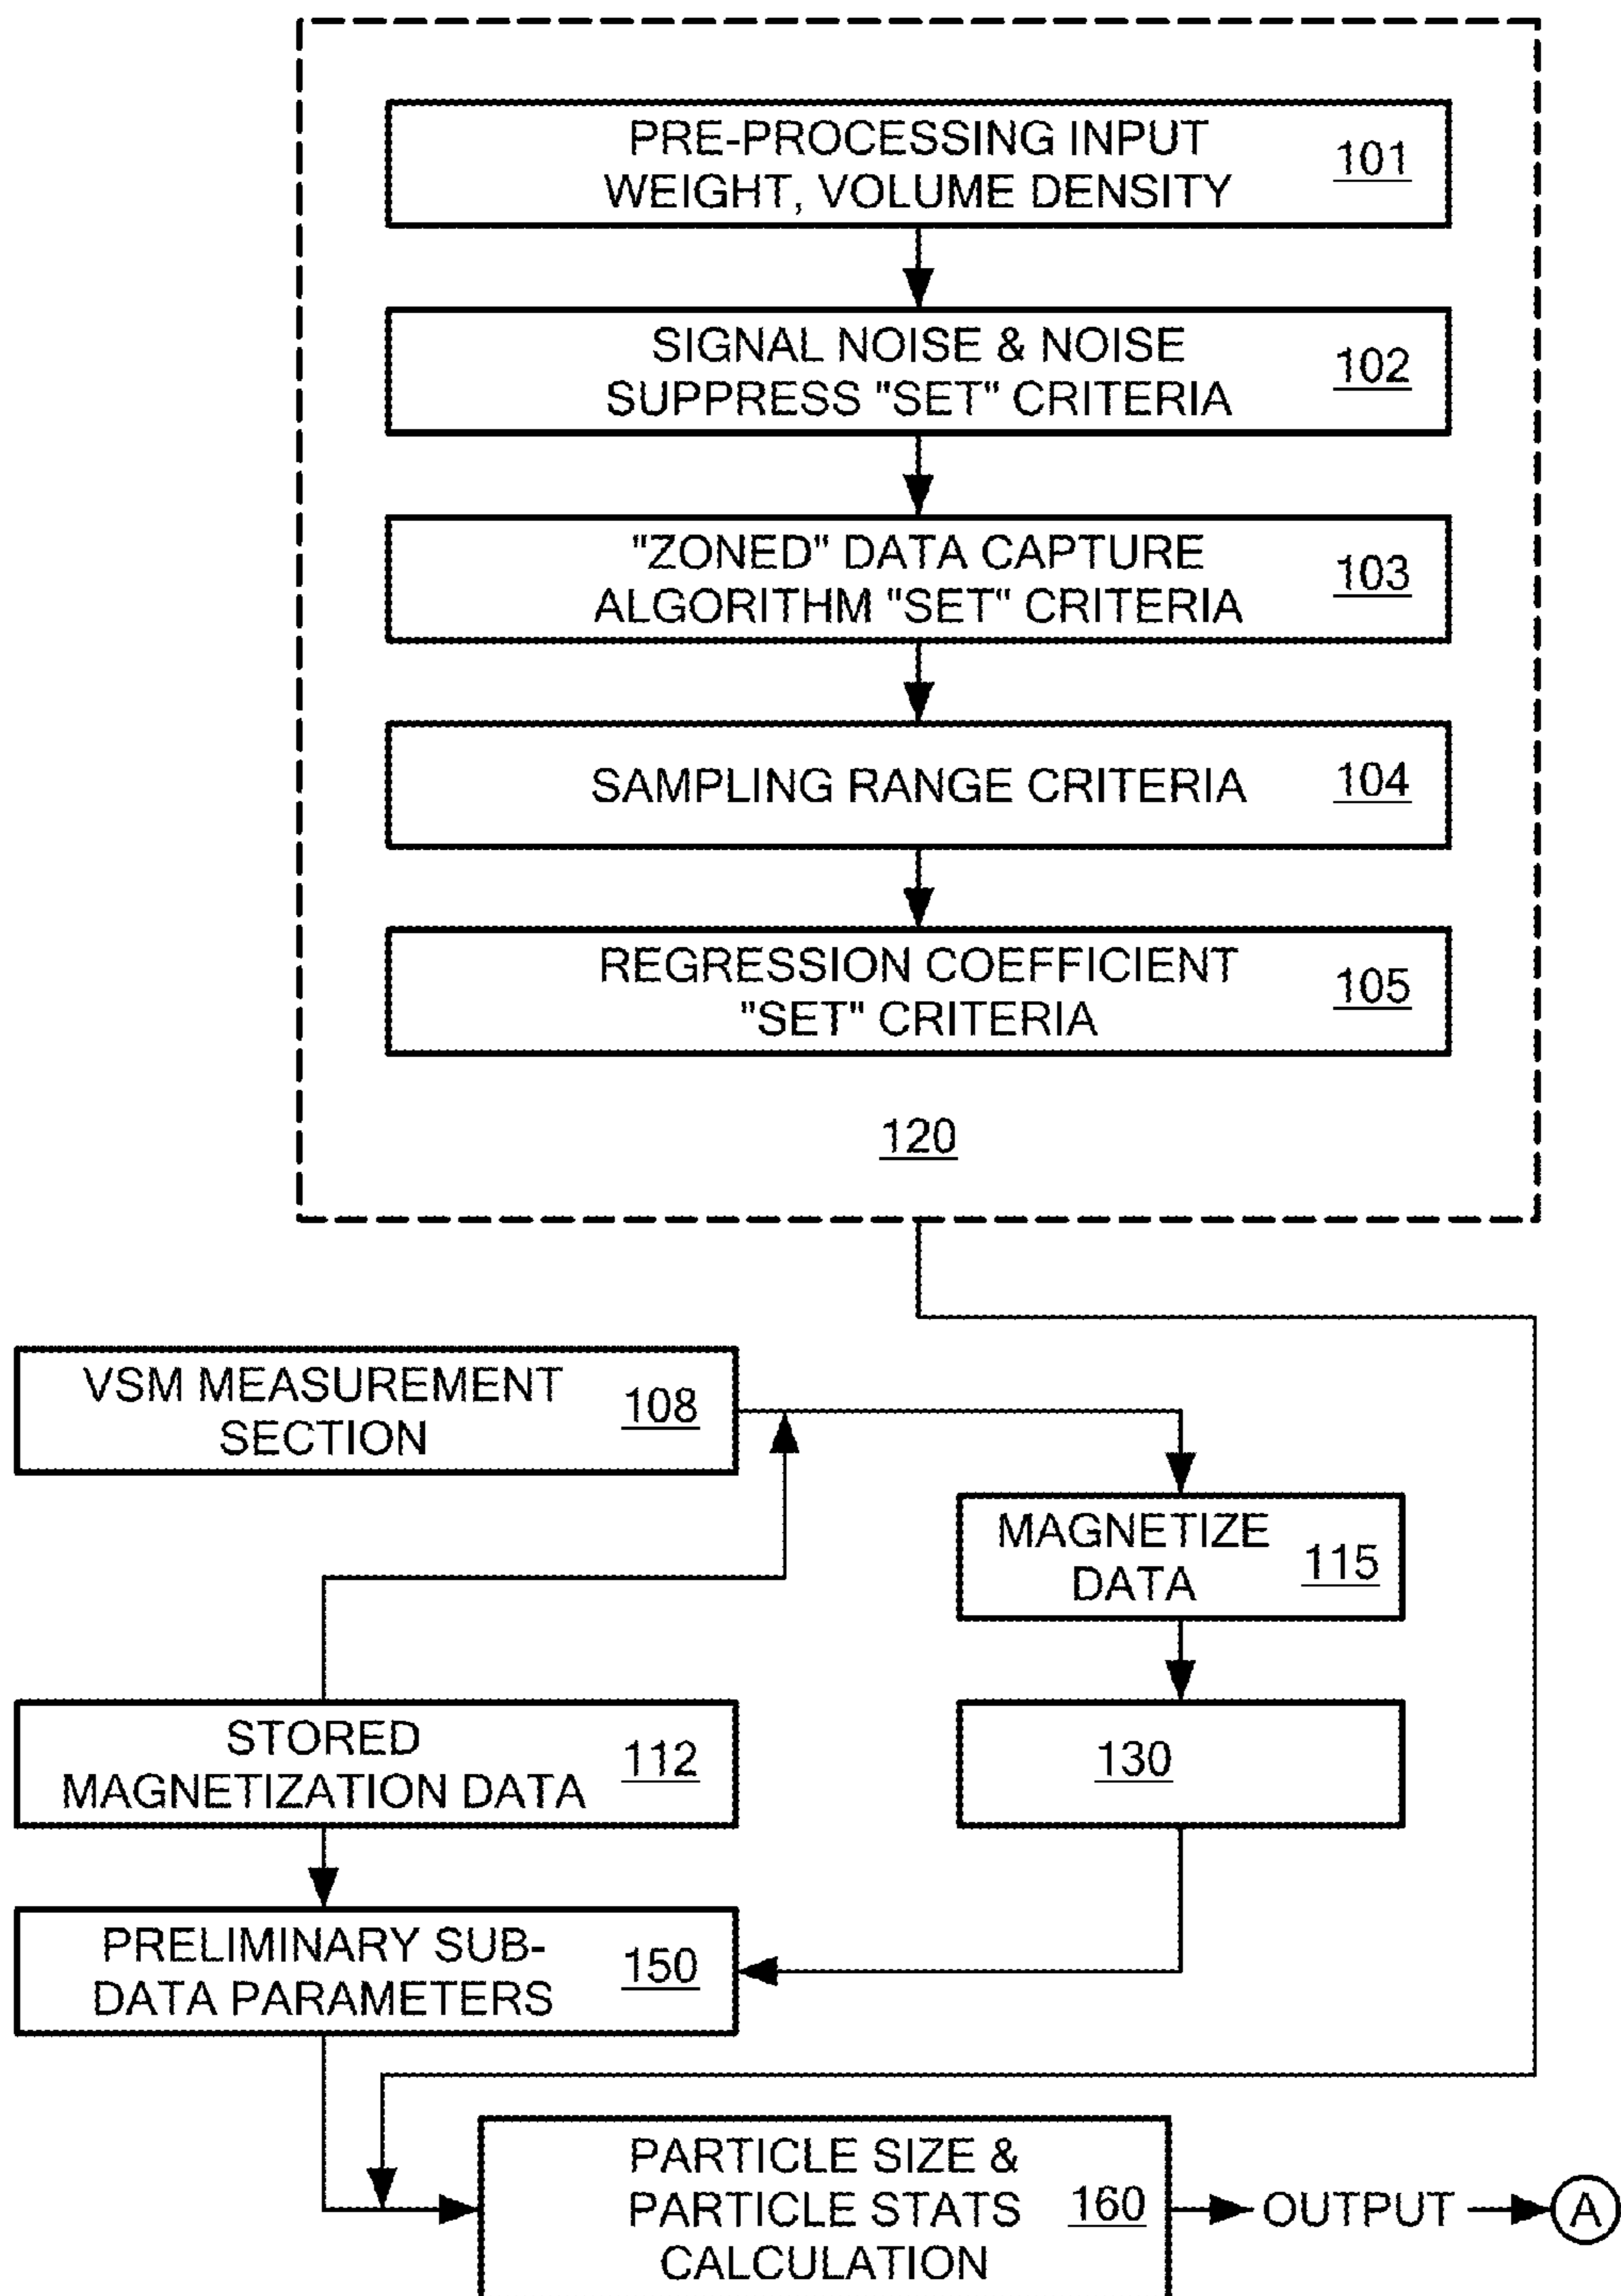 PRE-PROCESSING INPUT
WEIGHT, VOLUME DENSITY
101
SIGNAL NOISE & NOISE
SUPPRESS "SET" CRITERIA
102
"ZONED" DATA CAPTURE
ALGORITHM "SET" CRITERIA
103
SAMPLING RANGE CRITERIA 104
REGRESSION COEFFICIENT
"SET" CRITERIA
105
120
VSM MEASUREMENT
SECTION
108
MAGNETIZE
DATA
115
STORED
MAGNETIZATION DATA
112
130
PRELIMINARY SUB-
DATA PARAMETERS
150
PARTICLE SIZE &
PARTICLE STATS
CALCULATION
160
OUTPUT
A